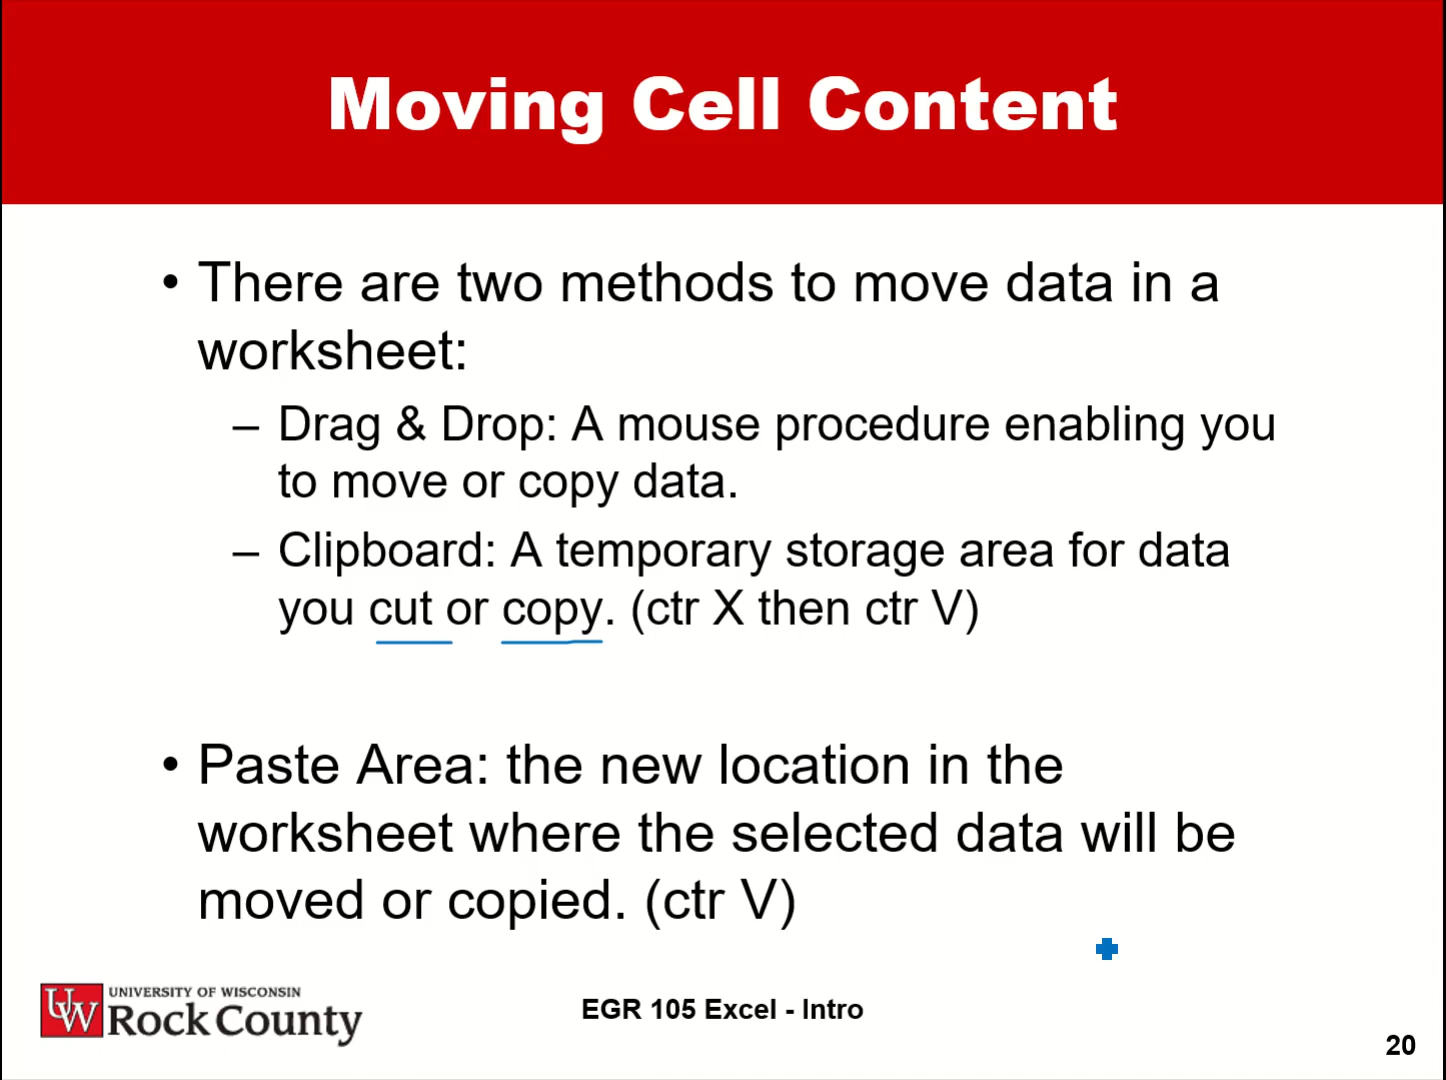 Moving Cell Content
• There are two methods to move data in a
worksheet:
– Drag & Drop: A mouse procedure enabling you
to move or copy data.
– Clipboard: A temporary storage area for data
you cut or copy. (ctr X then ctr V)
• Paste Area: the new location in the
worksheet where the selected data will be
moved or copied. (ctr V)
UW
UNIVERSITY OF WISCONSIN
Rock County
EGR 105 Excel - Intro
20